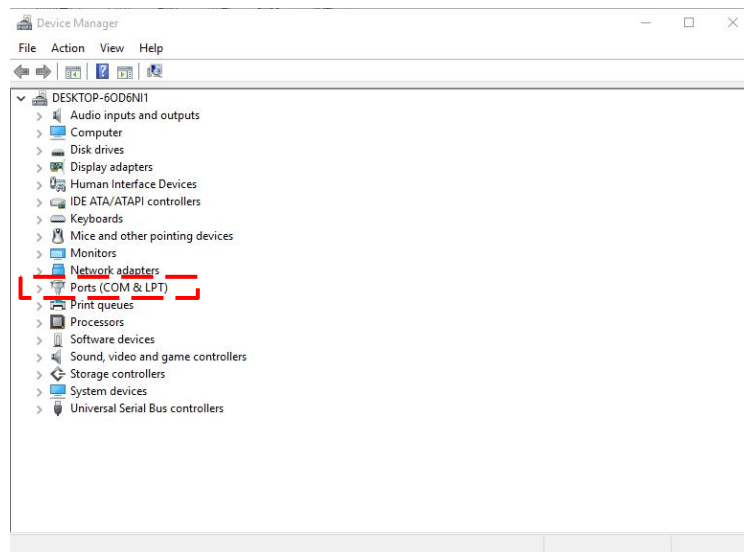 Device Manager
File Action View Help
DESKTOP-6OD6NI1
Audio inputs and outputs
Computer
Disk drives
Display adapters
Human Interface Devices
IDE ATA/ATAPI controllers
Keyboards
Mice and other pointing devices
Monitors
Network adapters
Ports (COM & LPT)
Print queues
Processors
Software devices
Sound, video and game controllers
Storage controllers
System devices
Universal Serial Bus controllers